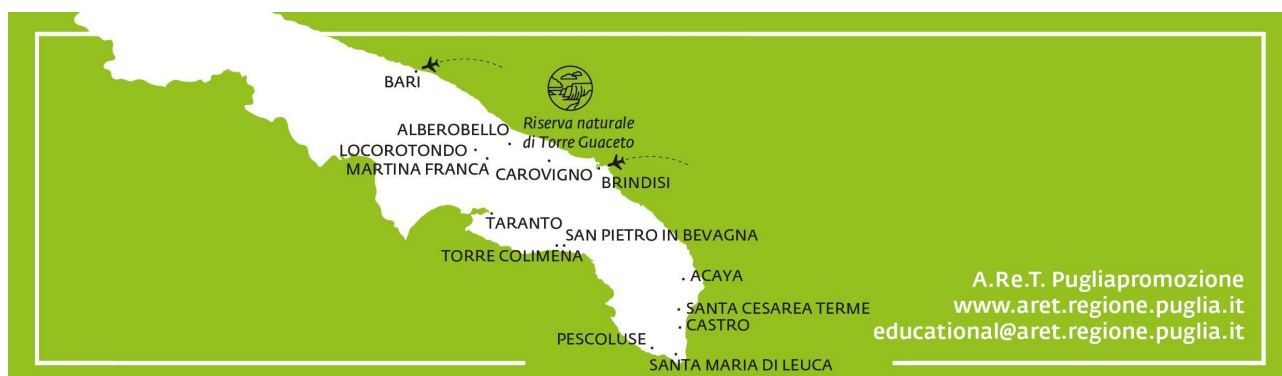 BARI
Riserva naturale
di Torre Guaceto
ALBEROBELLO
LOCOROTONDO
MARTINA FRANCA
CAROVIGNO
BRINDISI
TARANTO
SAN PIETRO IN BEVAGNA
TORRE COLIMENA
ACAYA
SANTA CESAREA TERME
CASTRO
PESCOLUSE
SANTA MARIA DI LEUCA
A.Re.T. Pugliapromozione
www.aret.regione.puglia.it
educational@aret.regione.puglia.it